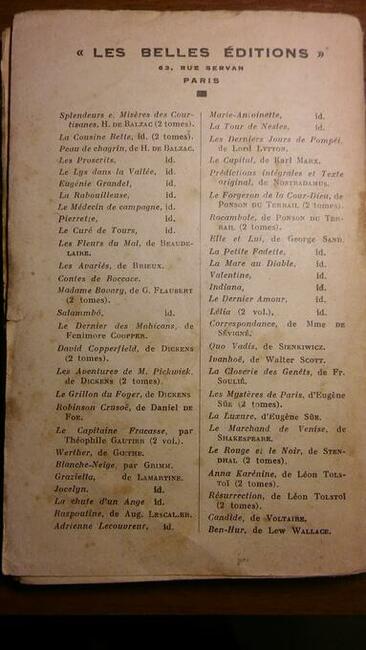 « LES BELLES ÉDITIONS »
63, RUE SERVAN
PARIS
Splendeurs e. Misères des Cour-
tisanes, H. DE BALZAC (2 tomes).
La Cousine Bette, id. (2 tomes).
Peau de chagrin, de H. DE BALZAC.
Les Proscrits, id.
Le Lys dans la Vallée, id.
Eugénie Grandet, id.
La Rabouilleuse, id.
Le Médecin de campagne, id.
Pierrette, id.
Le Curé de Tours, id.
Les Fleurs du Mal, de BEAUDE-
LAIRE.
Les Avariés, de BRIEUX.
Contes de Boccace.
Madame Bovary, de G. FLAUBERT
(2 tomes).
Salammbô, id.
Le Dernier des Mohicans, de
Fenimore COOPER.
David Copperfield, de DICKENS
(2 tomes).
Les Aventures de M. Pickwick,
de DICKENS (2 tomes).
Le Grillon du Foyer, de DICKENS
Robinson Crusoë, de Daniel de
FOE.
Le Capitaine Fracasse, par
Théophile GAUTIER (2 vol.).
Werther, de GŒTHE.
Blanche-Neige, par GRIMM.
Graziella, de LAMARTINE.
Jocelyn. id.
La chute d'un Ange id.
Raspoutine, de Aug. LESCALIER.
Adrienne Lecouvreur, id.
Marie-Antoinette, id.
La Tour de Nesles, id.
Les Derniers Jours de Pompéi,
de Lord LYTTON.
Le Capital, de Karl MARX.
Prédictions intégrales et Texte
original, de NOSTRADAMUS.
Le Forgeron de la Cour-Dieu, de
PONSON DU TERRAIL (2 tomes).
Rocambole, de PONSON DU TER-
RAIL (2 tomes).
Elle et Lui, de George SAND.
La Petite Fadette, id.
La Mare au Diable, id.
Valentine, id.
Indiana, id.
Le Dernier Amour, id.
Lélia (2 vol.), id.
Correspondance, de Mme DE
SÉVIGNÉ.
Quo Vadis, de SIENKIWICZ.
Ivanhoë, de Walter SCOTT.
La Closerie des Genêts, de Fr.
SOULIÉ.
Les Mystères de Paris, d'Eugène
SÜE (2 tomes).
La Luxure, d'Eugène SÜE.
Le Marchand de Venise, de
SHAKESPEARE.
Le Rouge et le Noir, de STEN-
DHAL (2 tomes).
Anna Karénine, de Léon TOLS-
TOÏ (2 tomes).
Résurrection, de Léon TOLSTOÏ
(2 tomes).
Candide, de VOLTAIRE.
Ben-Hur, de Lew WALLACE.